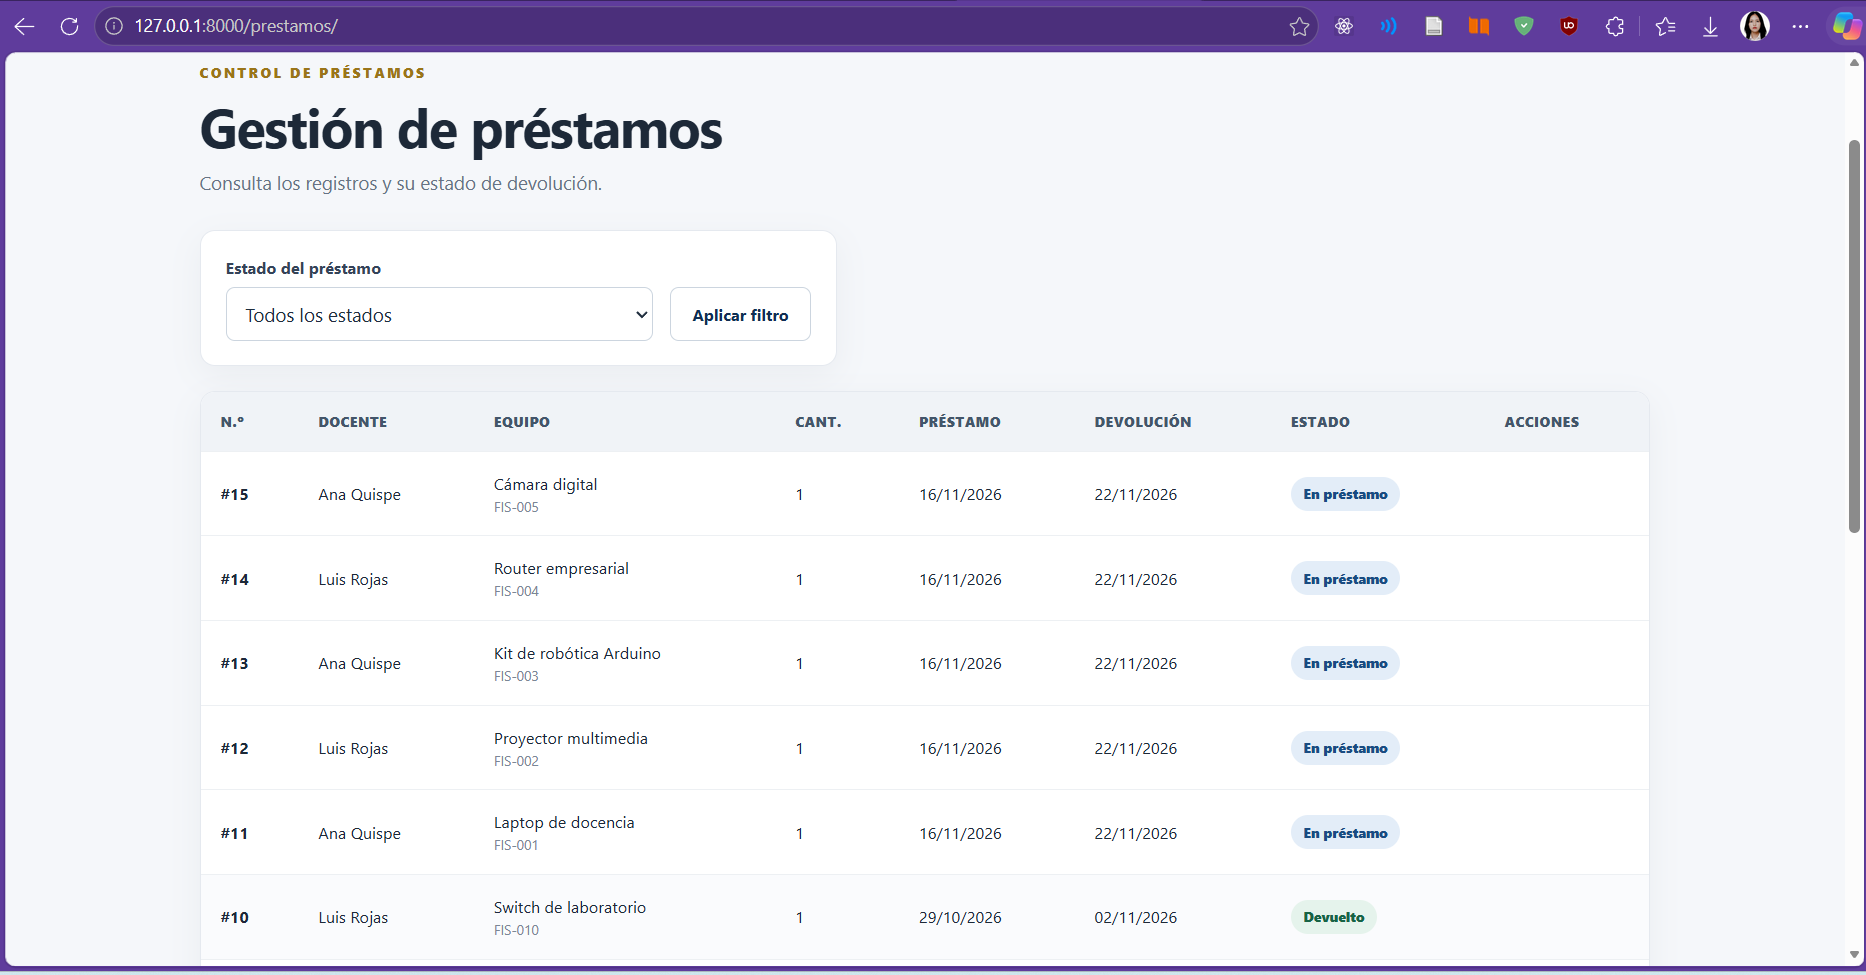 127.0.0.1:8000/prestamos/
CONTROL DE PRÉSTAMOS
Gestión de préstamos
Consulta los registros y su estado de devolución.
Estado del préstamo
Todos los estados
Aplicar filtro
N.º DOCENTE EQUIPO CANT. PRÉSTAMO DEVOLUCIÓN ESTADO ACCIONES
#15 Ana Quispe Cámara digital 1 16/11/2026 22/11/2026 En préstamo
FIS-005
#14 Luis Rojas Router empresarial 1 16/11/2026 22/11/2026 En préstamo
FIS-004
#13 Ana Quispe Kit de robótica Arduino 1 16/11/2026 22/11/2026 En préstamo
FIS-003
#12 Luis Rojas Proyector multimedia 1 16/11/2026 22/11/2026 En préstamo
FIS-002
#11 Ana Quispe Laptop de docencia 1 16/11/2026 22/11/2026 En préstamo
FIS-001
#10 Luis Rojas Switch de laboratorio 1 29/10/2026 02/11/2026 Devuelto
FIS-010